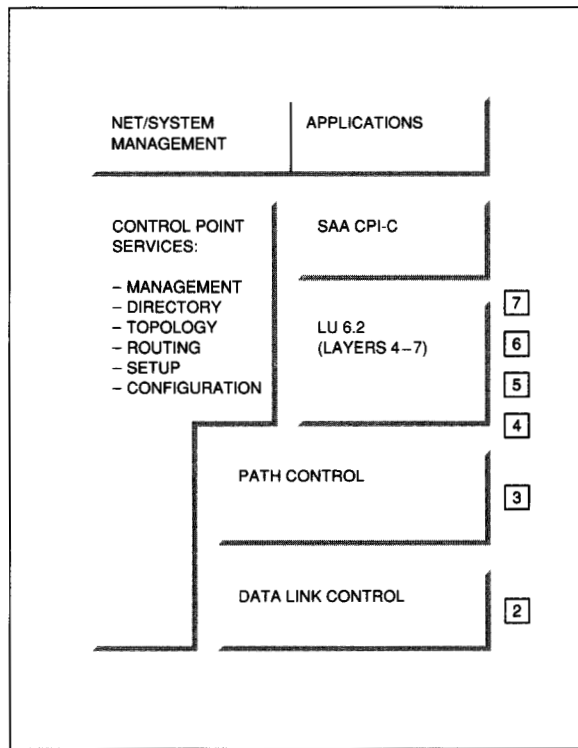 NET/SYSTEM
MANAGEMENT
APPLICATIONS
CONTROL POINT
SERVICES:
– MANAGEMENT
– DIRECTORY
– TOPOLOGY
– ROUTING
– SETUP
– CONFIGURATION
SAA CPI-C
LU 6.2
(LAYERS 4–7)
7
6
5
4
PATH CONTROL
3
DATA LINK CONTROL
2